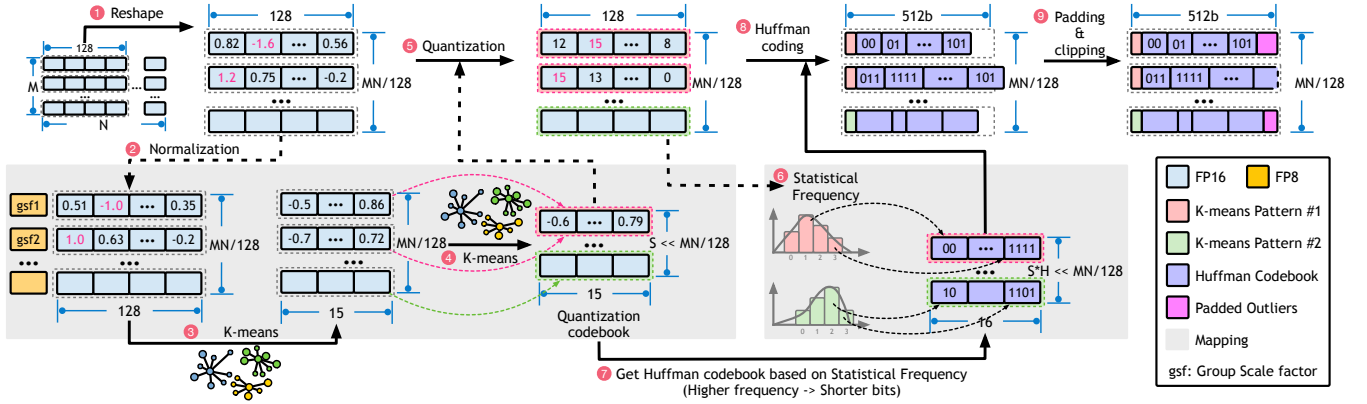 1 Reshape
128
M
...
...
N
128
0.82 -1.6 ••• 0.56
1.2 0.75 ••• -0.2
•••
MN/128
5 Quantization
128
12 15 ••• 8
15 13 ••• 0
•••
MN/128
8 Huffman
coding
512b
00 01 ••• 101
011 1111 ••• 101
•••
MN/128
9 Padding
&
clipping
512b
00 01 ••• 101
011 1111 •••
•••
MN/128
2 Normalization
gsf1
gsf2
•••
0.51 -1.0 ••• 0.35
1.0 0.63 ••• -0.2
•••
MN/128
128
3 K-means
-0.5 ••• 0.86
-0.7 ••• 0.72
•••
MN/128
15
4 K-means
-0.6 ••• 0.79
•••
S << MN/128
15
Quantization
codebook
6 Statistical
Frequency
0 1 2 3
0 1 2 3
00 ••• 1111
•••
10 1101
S*H << MN/128
16
7 Get Huffman codebook based on Statistical Frequency
(Higher frequency -> Shorter bits)
FP16 FP8
K-means Pattern #1
K-means Pattern #2
Huffman Codebook
Padded Outliers
Mapping
gsf: Group Scale factor